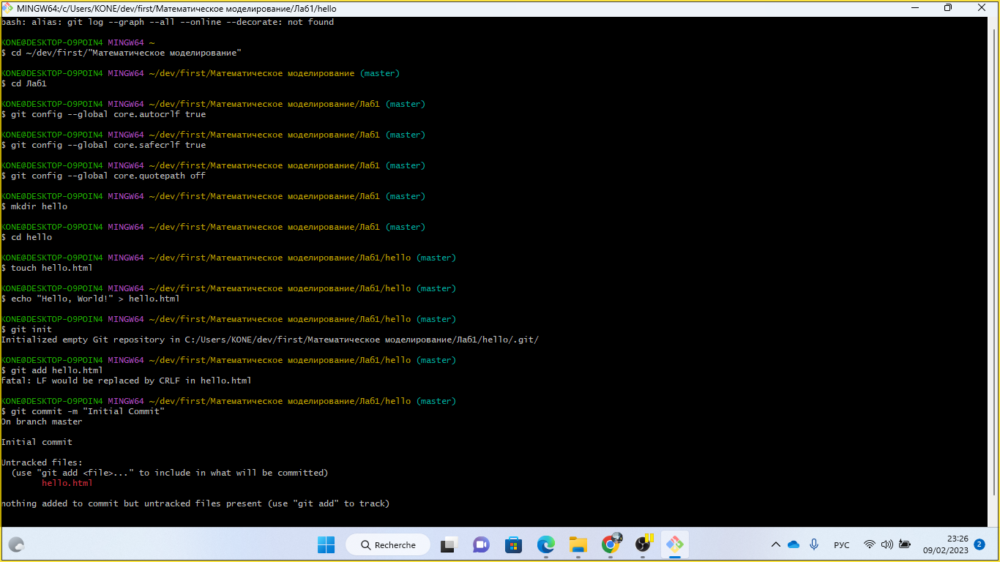 MINGW64:/c/Users/KONE/dev/first/Математическое моделирование/Лаб1/hello
bash: alias: git log --graph --all --online --decorate: not found
KONE@DESKTOP-O9POIN4 MINGW64 ~
$ cd ~/dev/first/"Математическое моделирование"
KONE@DESKTOP-O9POIN4 MINGW64 ~/dev/first/Математическое моделирование (master)
$ cd Лаб1
KONE@DESKTOP-O9POIN4 MINGW64 ~/dev/first/Математическое моделирование/Лаб1 (master)
$ git config --global core.autocrlf true
KONE@DESKTOP-O9POIN4 MINGW64 ~/dev/first/Математическое моделирование/Лаб1 (master)
$ git config --global core.safecrlf true
KONE@DESKTOP-O9POIN4 MINGW64 ~/dev/first/Математическое моделирование/Лаб1 (master)
$ git config --global core.quotepath off
KONE@DESKTOP-O9POIN4 MINGW64 ~/dev/first/Математическое моделирование/Лаб1 (master)
$ mkdir hello
KONE@DESKTOP-O9POIN4 MINGW64 ~/dev/first/Математическое моделирование/Лаб1 (master)
$ cd hello
KONE@DESKTOP-O9POIN4 MINGW64 ~/dev/first/Математическое моделирование/Лаб1/hello (master)
$ touch hello.html
KONE@DESKTOP-O9POIN4 MINGW64 ~/dev/first/Математическое моделирование/Лаб1/hello (master)
$ echo "Hello, World!" > hello.html
KONE@DESKTOP-O9POIN4 MINGW64 ~/dev/first/Математическое моделирование/Лаб1/hello (master)
$ git init
Initialized empty Git repository in C:/Users/KONE/dev/first/Математическое моделирование/Лаб1/hello/.git/
KONE@DESKTOP-O9POIN4 MINGW64 ~/dev/first/Математическое моделирование/Лаб1/hello (master)
$ git add hello.html
fatal: LF would be replaced by CRLF in hello.html
KONE@DESKTOP-O9POIN4 MINGW64 ~/dev/first/Математическое моделирование/Лаб1/hello (master)
$ git commit -m "Initial Commit"
On branch master
Initial commit
Untracked files:
(use "git add <file>..." to include in what will be committed)
hello.html
nothing added to commit but untracked files present (use "git add" to track)
Recherche
РУС
23:26
09/02/2023
2